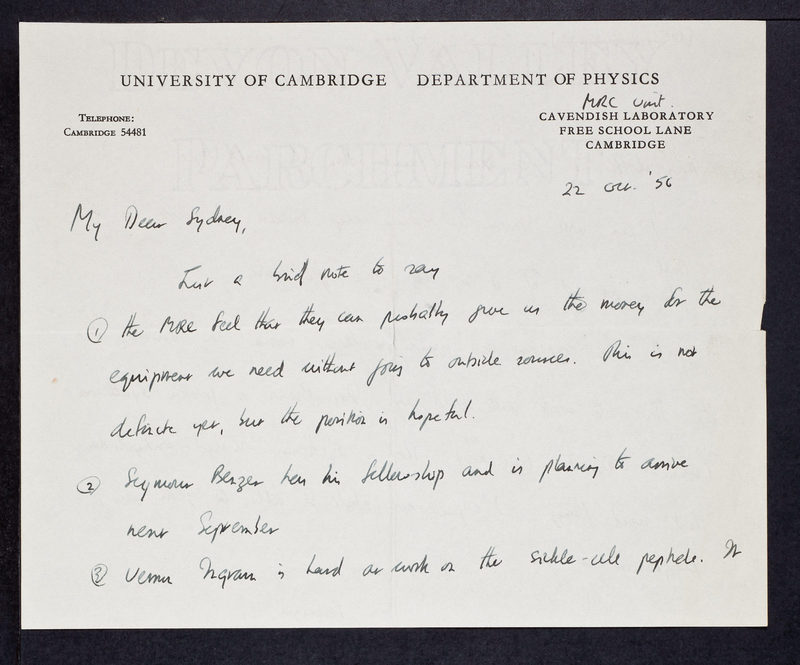 UNIVERSITY OF CAMBRIDGE DEPARTMENT OF PHYSICS
MRC Unit.
TELEPHONE:
CAMBRIDGE 54481
CAVENDISH LABORATORY
FREE SCHOOL LANE
CAMBRIDGE
22 Oct. '56
My Dear Sydney,
Just a brief note to say
① the MRC feel that they can probably give us the money for the
equipment we need without going to outside sources. This is not
definite yet, but the position is hopeful.
② Seymour Benzer has his fellowship and is planning to arrive
next September
③ Vernon Ingram is hard at work on the sickle-cell peptide. It